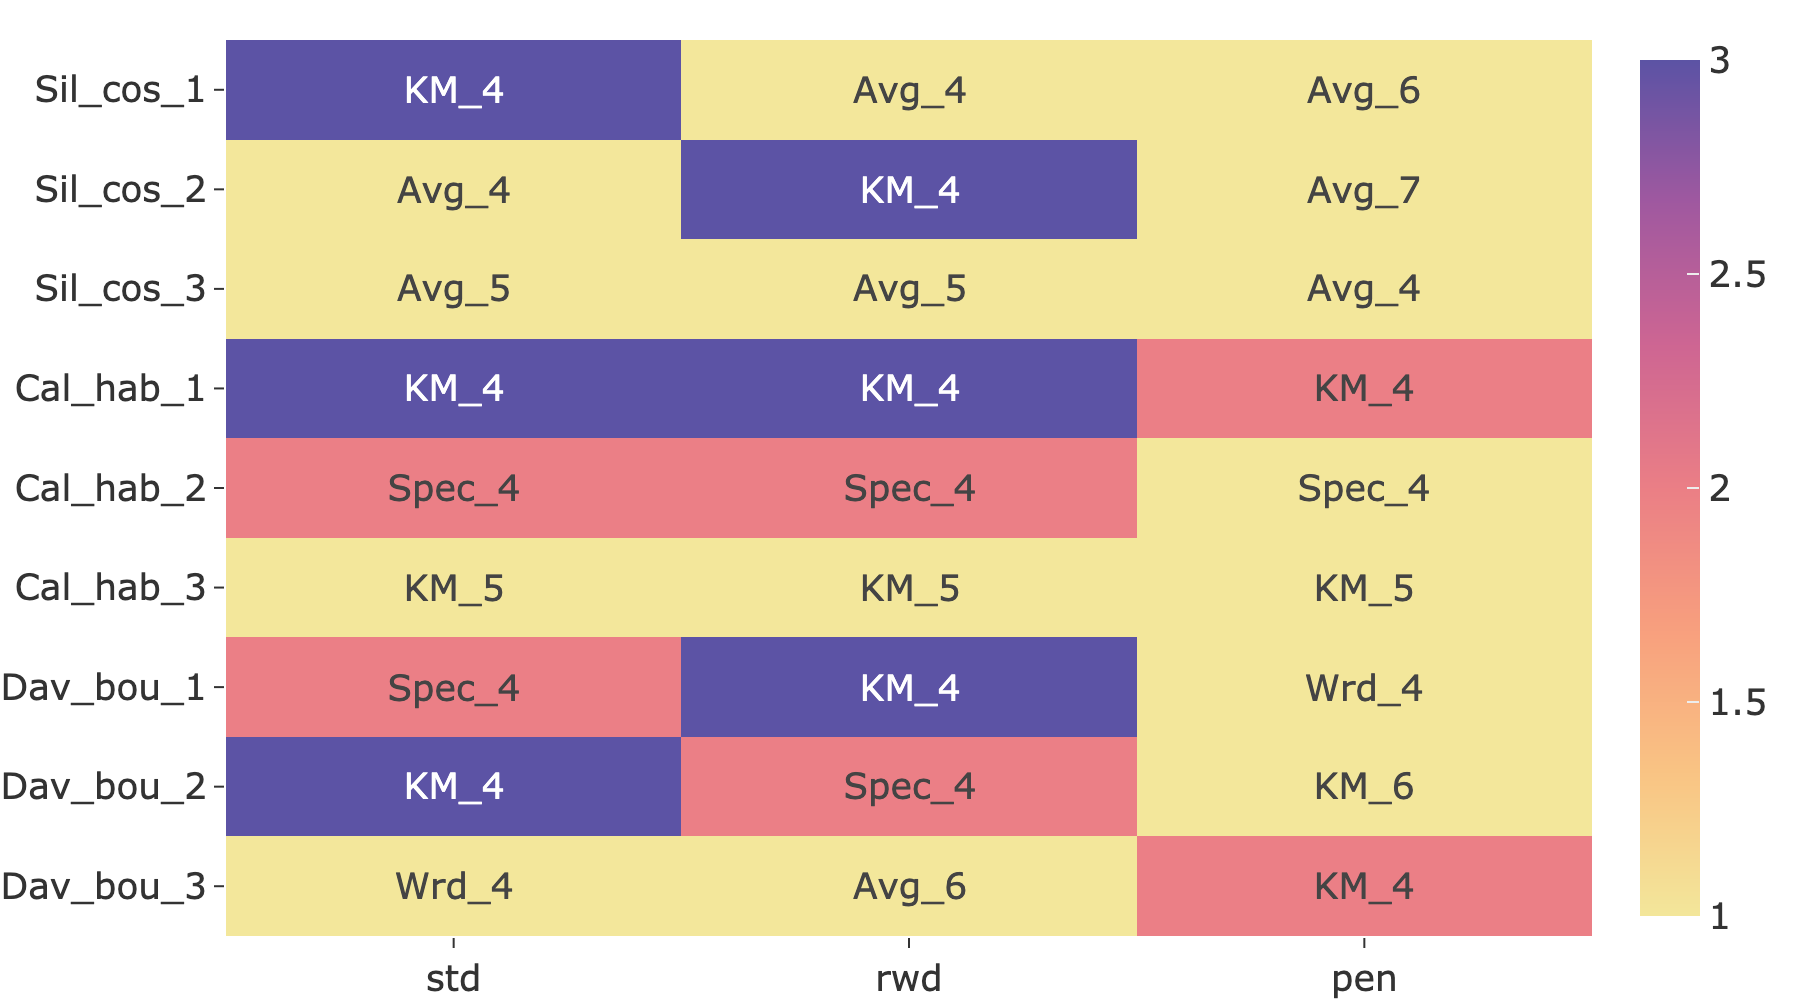 Sil_cos_1 KM_4 Avg_4 Avg_6
Sil_cos_2 Avg_4 KM_4 Avg_7
Sil_cos_3 Avg_5 Avg_5 Avg_4
Cal_hab_1 KM_4 KM_4 KM_4
Cal_hab_2 Spec_4 Spec_4 Spec_4
Cal_hab_3 KM_5 KM_5 KM_5
Dav_bou_1 Spec_4 KM_4 Wrd_4
Dav_bou_2 KM_4 Spec_4 KM_6
Dav_bou_3 Wrd_4 Avg_6 KM_4
std rwd pen
3
2.5
2
1.5
1